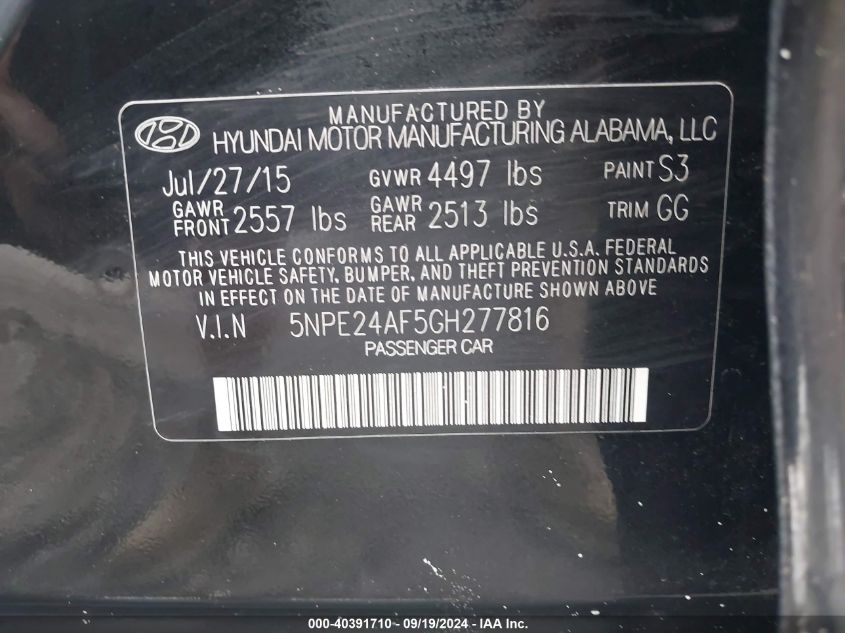 MANUFACTURED BY
HYUNDAI MOTOR MANUFACTURING ALABAMA, LLC
Jul/27/15 GVWR 4497 lbs PAINT S3
GAWR FRONT 2557 lbs GAWR REAR 2513 lbs TRIM GG
THIS VEHICLE CONFORMS TO ALL APPLICABLE U.S.A. FEDERAL
MOTOR VEHICLE SAFETY, BUMPER, AND THEFT PREVENTION STANDARDS
IN EFFECT ON THE DATE OF MANUFACTURE SHOWN ABOVE
V.I.N 5NPE24AF5GH277816
PASSENGER CAR
000-40391710 - 09/19/2024 - IAA Inc.